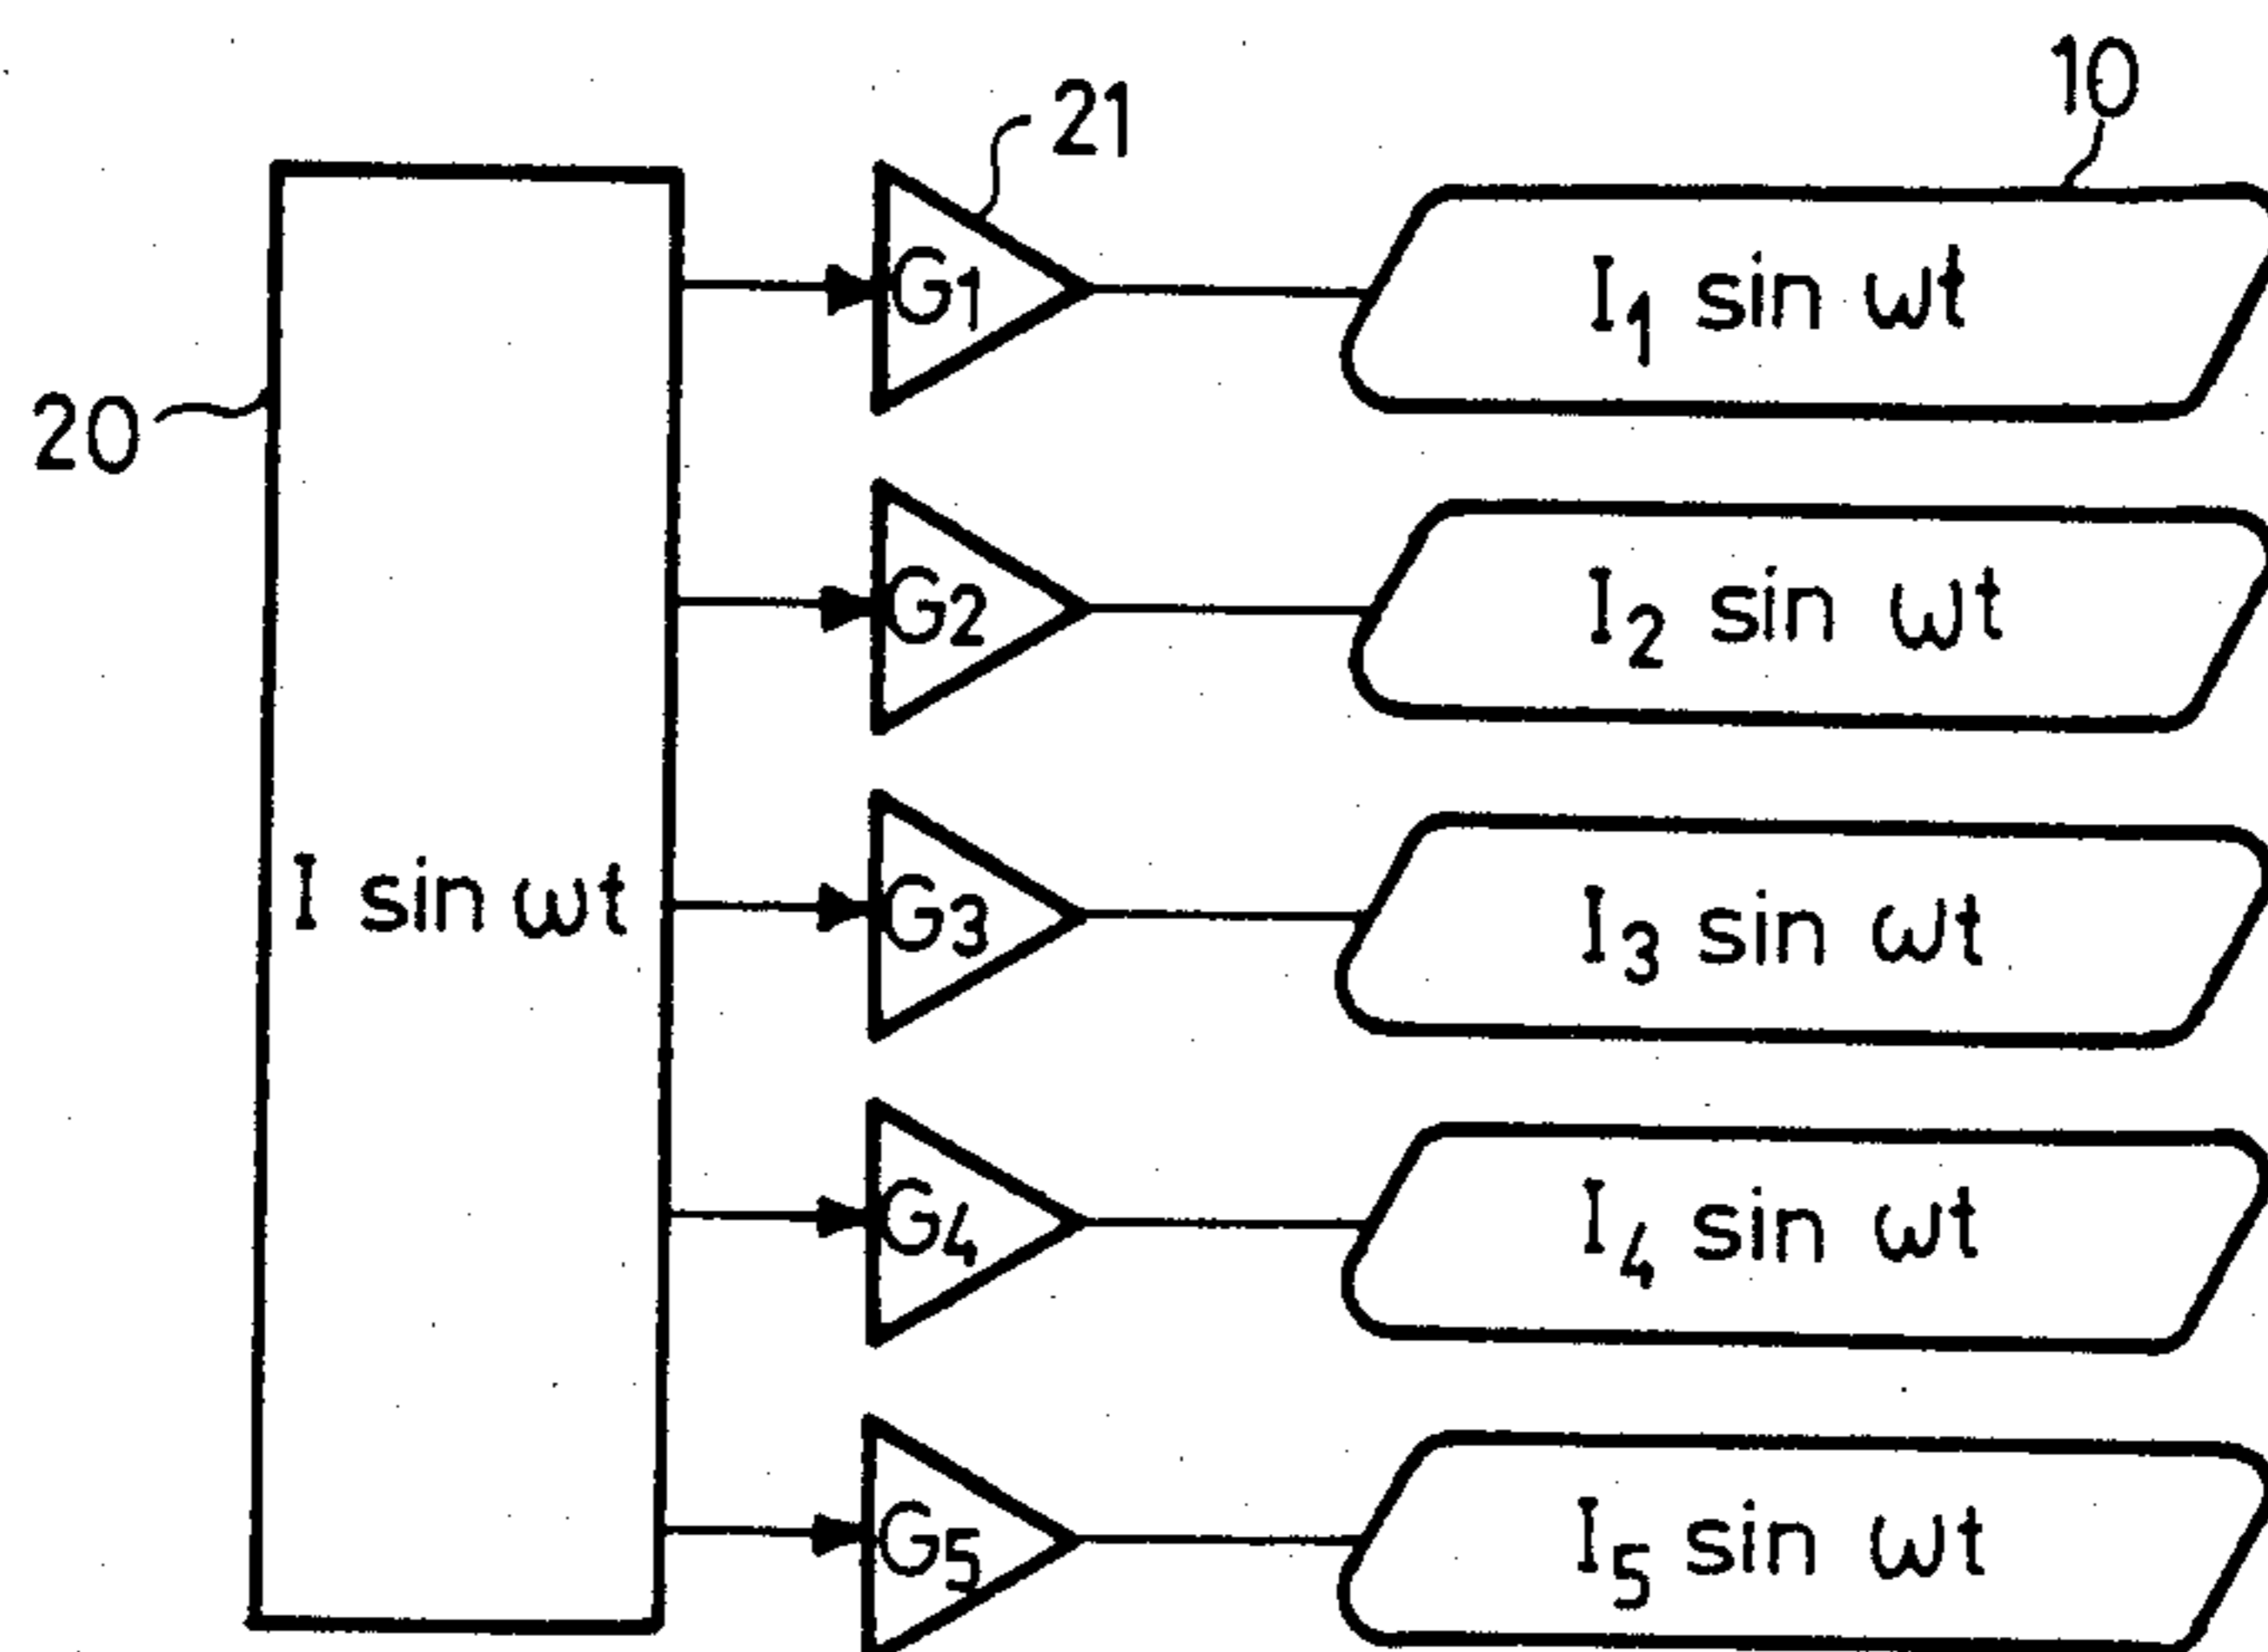 10
21
G1
I1 sin ωt
20
G2
I2 sin ωt
I sin ωt
G3
I3 sin ωt
G4
I4 sin ωt
G5
I5 sin ωt